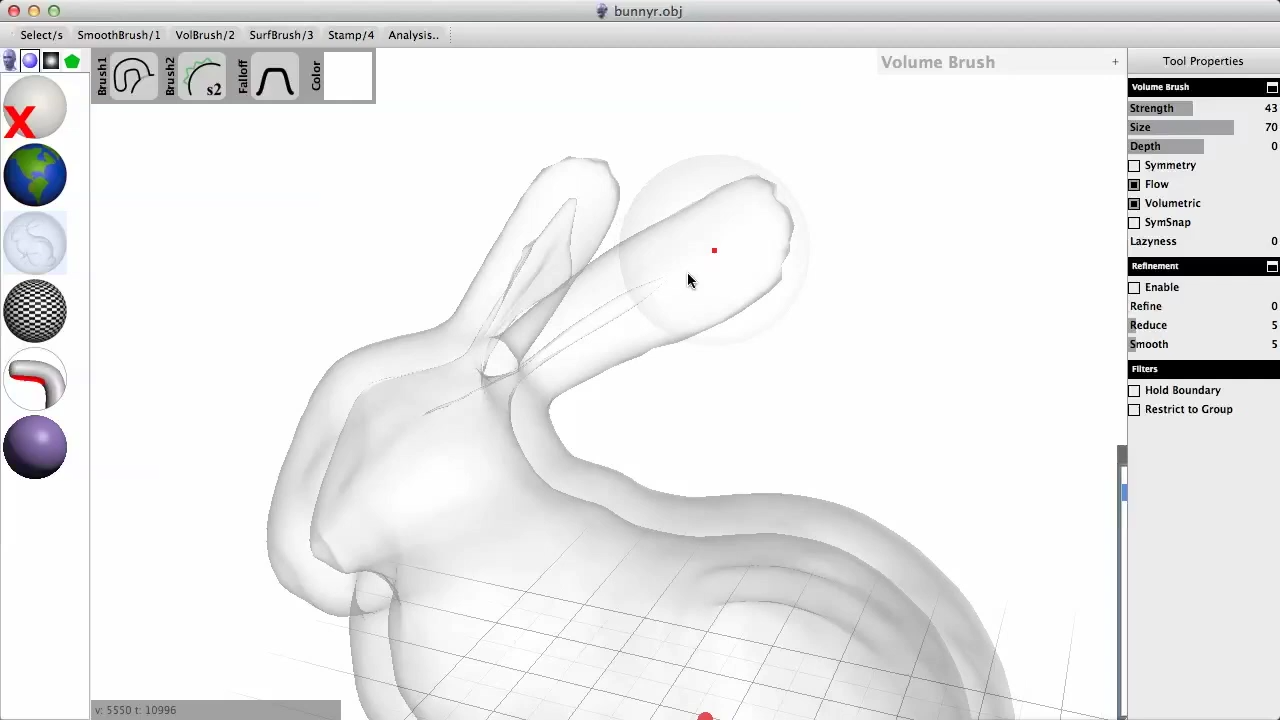 bunnyr.obj
Select/s SmoothBrush/1 VolBrush/2 SurfBrush/3 Stamp/4 Analysis..
Brush1 Brush2 s2 Falloff Color
Volume Brush +
Tool Properties
Volume Brush
Strength 43
Size 70
Depth 0
Symmetry
Flow
Volumetric
SymSnap
Lazyness 0
Refinement
Enable
Refine 0
Reduce 5
Smooth 5
Filters
Hold Boundary
Restrict to Group
X
v: 5550 t: 10996